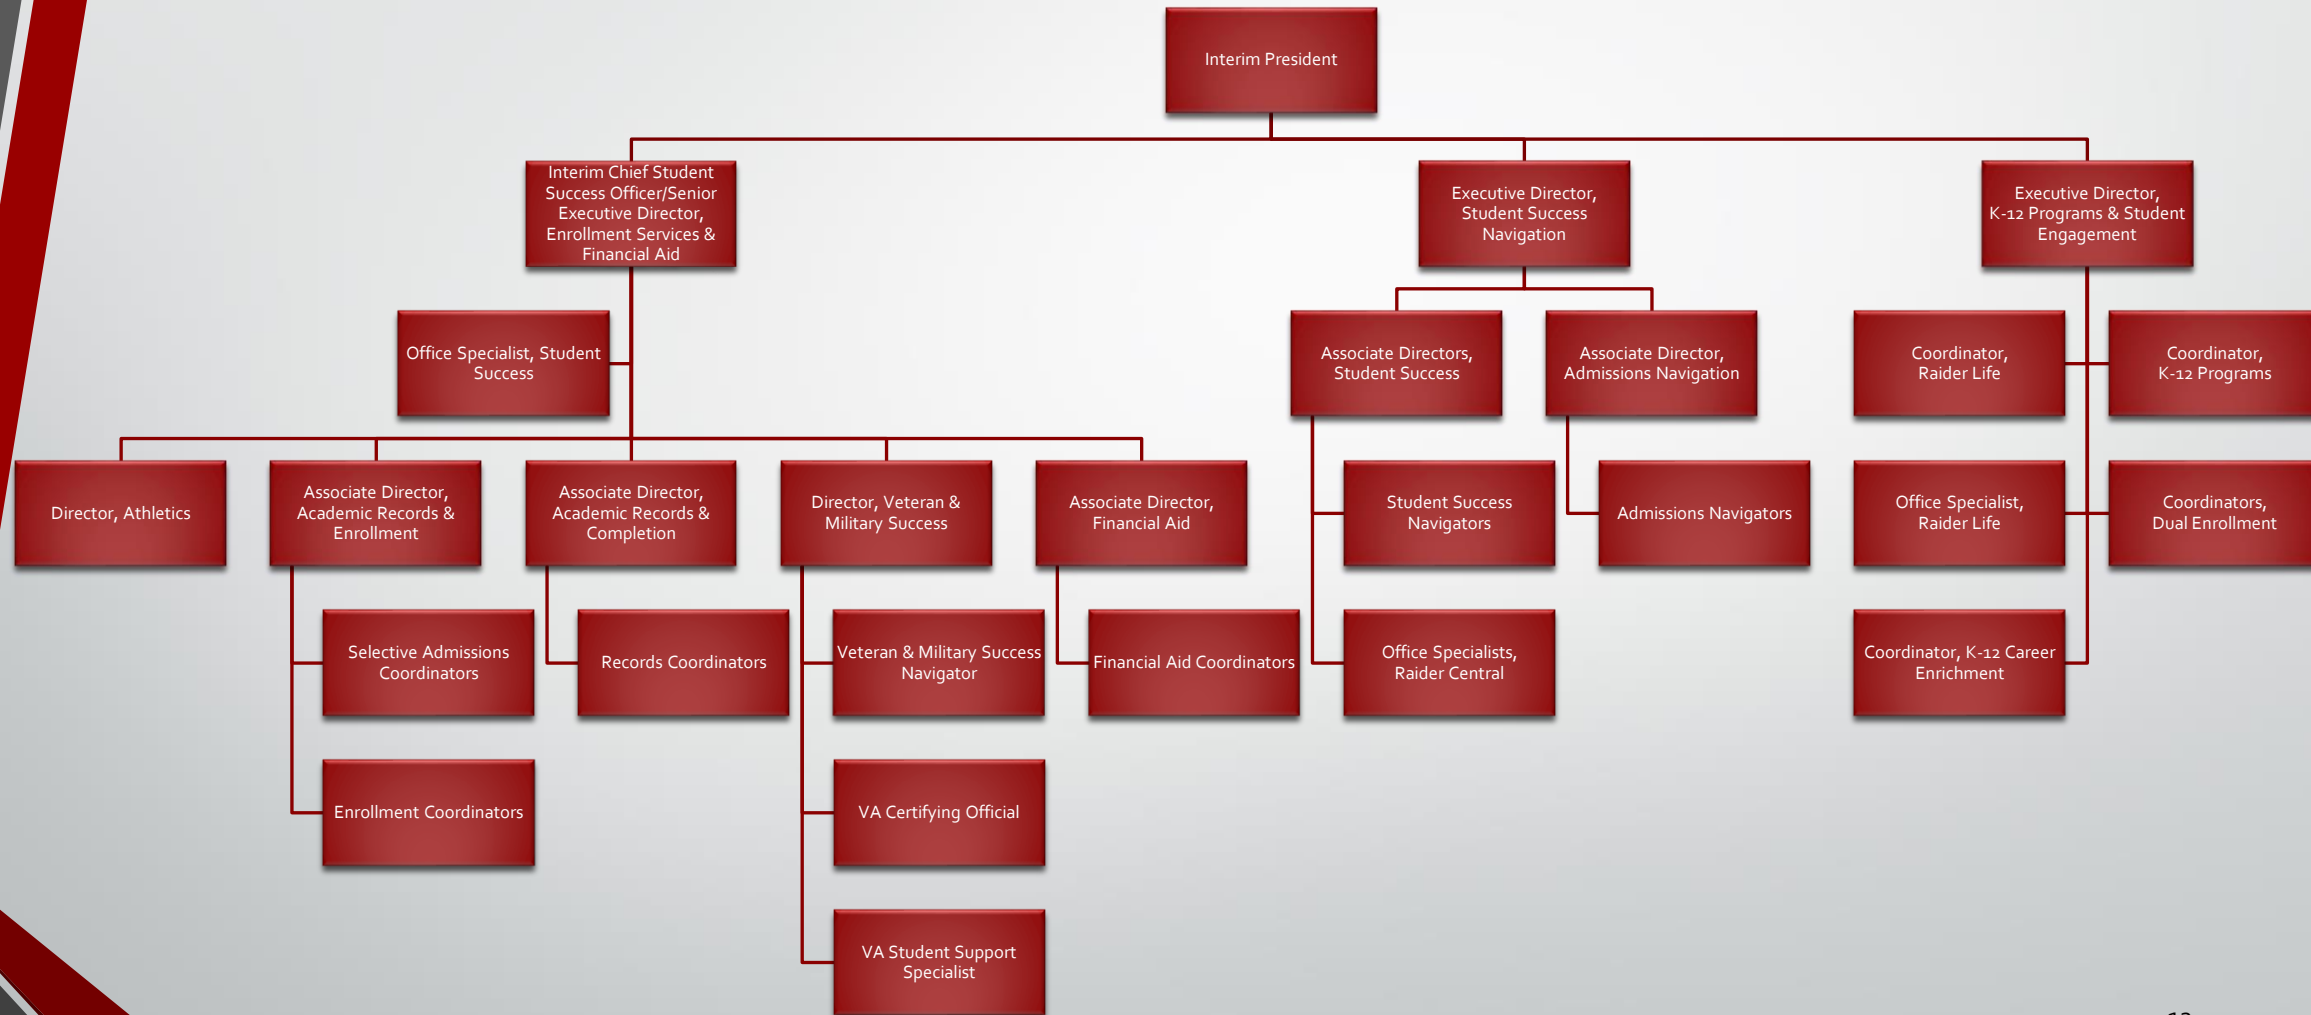 Interim President
Interim Chief Student
Success Officer/Senior
Executive Director,
Enrollment Services &
Financial Aid
Executive Director,
Student Success
Navigation
Executive Director,
K-12 Programs & Student
Engagement
Office Specialist, Student
Success
Associate Directors,
Student Success
Associate Director,
Admissions Navigation
Coordinator,
Raider Life
Coordinator,
K-12 Programs
Director, Athletics
Associate Director,
Academic Records &
Enrollment
Associate Director,
Academic Records &
Completion
Director, Veteran &
Military Success
Associate Director,
Financial Aid
Student Success
Navigators
Admissions Navigators
Office Specialist,
Raider Life
Coordinators,
Dual Enrollment
Selective Admissions
Coordinators
Records Coordinators
Veteran & Military Success
Navigator
Financial Aid Coordinators
Office Specialists,
Raider Central
Coordinator, K-12 Career
Enrichment
Enrollment Coordinators
VA Certifying Official
VA Student Support
Specialist